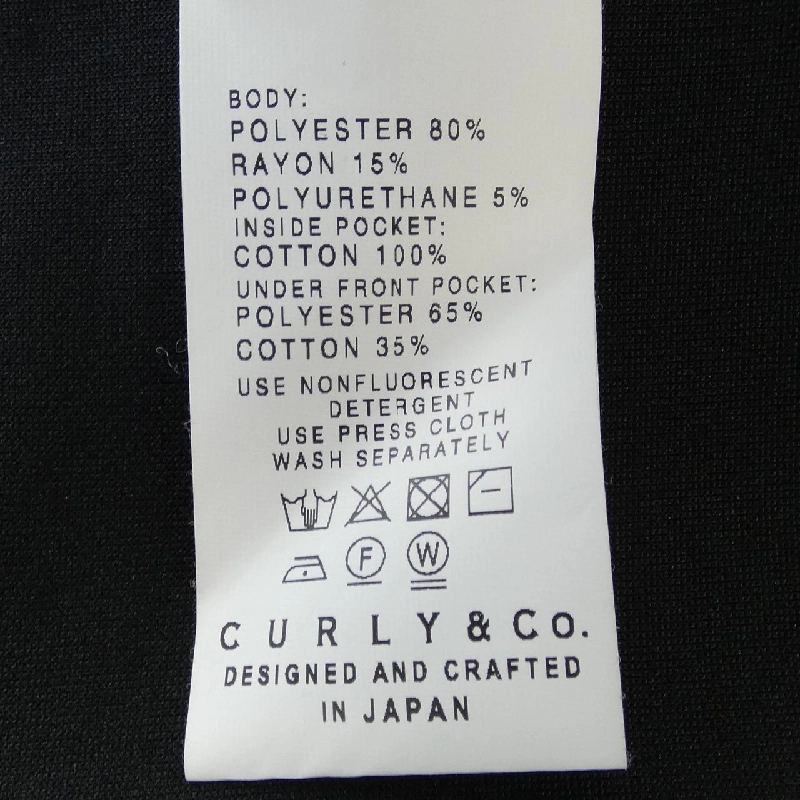 BODY:
POLYESTER 80%
RAYON 15%
POLYURETHANE 5%
INSIDE POCKET:
COTTON 100%
UNDER FRONT POCKET:
POLYESTER 65%
COTTON 35%
USE NONFLUORESCENT
DETERGENT
USE PRESS CLOTH
WASH SEPARATELY
F W
CURLY & CO.
DESIGNED AND CRAFTED
IN JAPAN